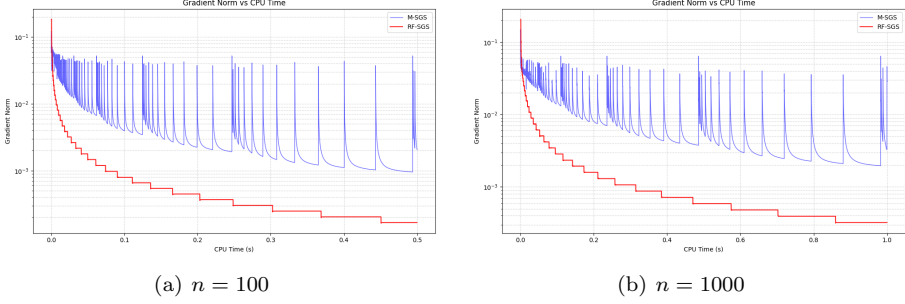 Gradient Norm vs CPU Time
M-SGS
RF-SGS
10⁻¹
10⁻²
10⁻³
Gradient Norm
0.0 0.1 0.2 0.3 0.4 0.5
CPU Time (s)
(a) n = 100
Gradient Norm vs CPU Time
M-SGS
RF-SGS
10⁻¹
10⁻²
10⁻³
Gradient Norm
0.0 0.2 0.4 0.6 0.8 1.0
CPU Time (s)
(b) n = 1000